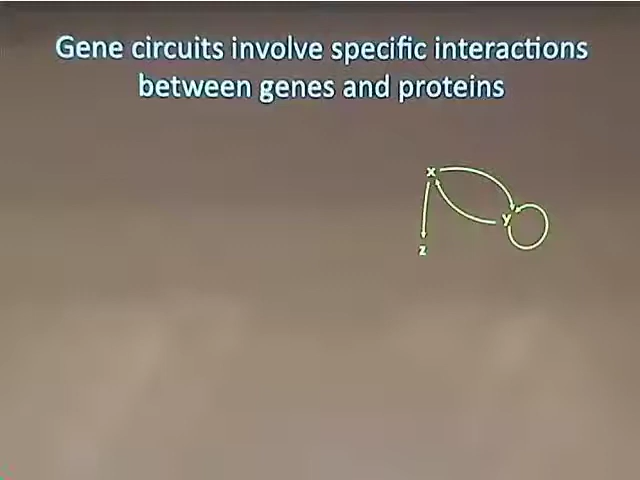 Gene circuits involve specific interactions
between genes and proteins
x
y
z